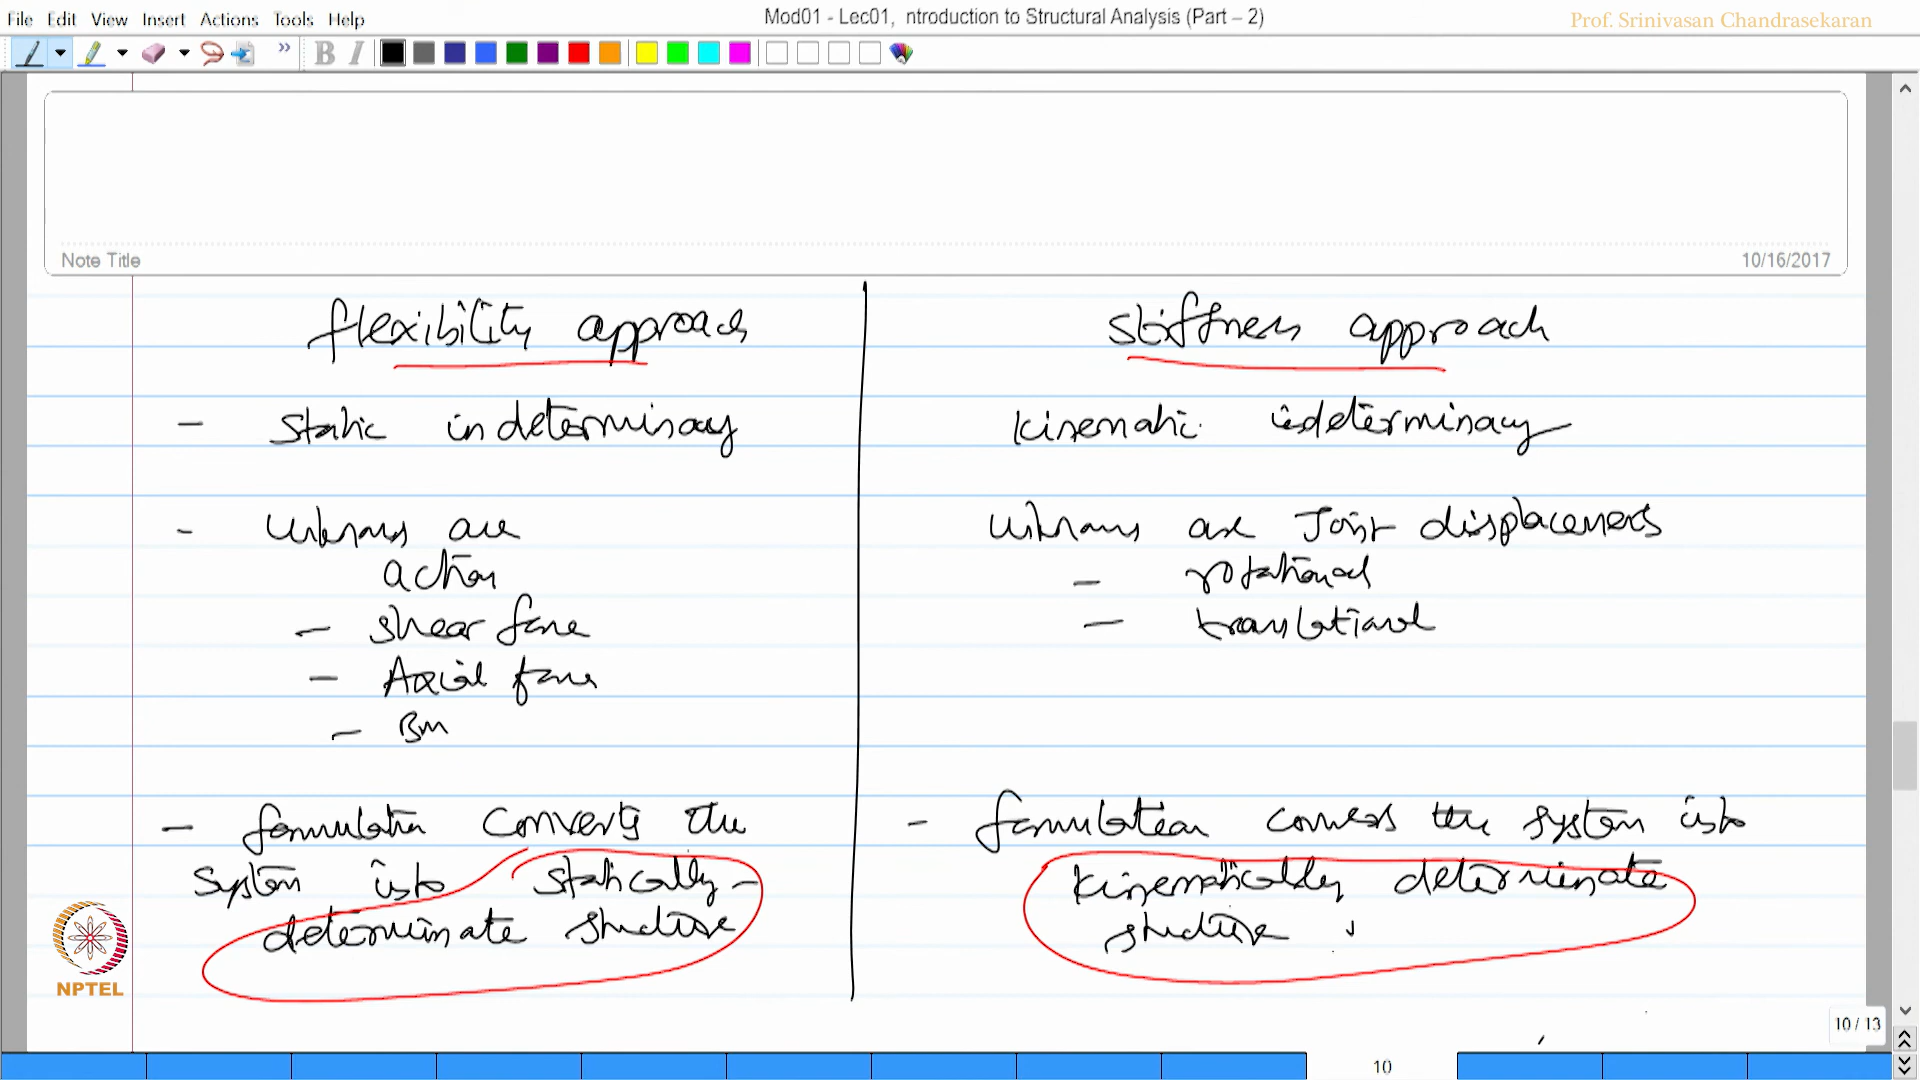 File Edit View Insert Actions Tools Help
Mod01 - Lec01, ntroduction to Structural Analysis (Part – 2)
Prof. Srinivasan Chandrasekaran
B I
Note Title
10/16/2017
flexibility approach
- Static indeterminacy
- Unknowns are
action
- Shear force
- Axial force
- BM
- formulation converts the
system into statically-
determinate structure
stiffness approach
Kinematic indeterminacy
Unknowns are Joint displacements
- rotational
- translational
- formulation converts the system into
Kinematically determinate
structure
NPTEL
10 / 13
10